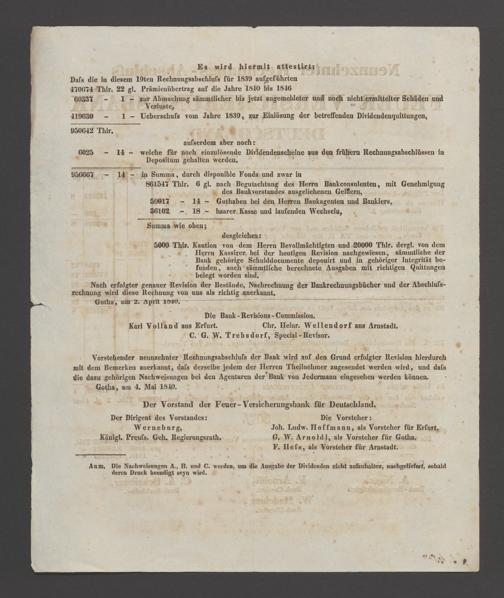 Es wird hiermit attestirt:
Daſs die in diesem 19ten Rechnungsabschluſs für 1839 aufgeführten
470674 Thlr. 22 gl. Prämienübertrag auf die Jahre 1840 bis 1846
60337 – 1 – zur Abmachung sämmtlicher bis jetzt angemeldeter und noch nicht ermittelter Schäden und
Verluste,
419630 – 1 – Ueberschuſs vom Jahre 1839, zur Einlösung der betreffenden Dividendenquittungen,
950642 Thlr.
ausserdem aber noch:
6025 – 14 – welche für noch einzulösende Dividendenscheine aus den frühern Rechnungsabschlüssen in
Depositum gehalten werden.
956667 – 14 – in Summa, durch disponible Fonds und zwar in
861547 Thlr. 6 gl. nach Begutachtung des Herrn Bankconsulenten, mit Genehmigung
des Bankvorstandes ausgeliehenen Geldern,
59017 – 14 – Guthaben bei den Herren Bankagenten und Bankiers,
36102 – 18 – baarer Kassa und laufenden Wechseln,
Summa wie oben;
desgleichen:
5000 Thlr. Kaution von dem Herrn Bevollmächtigten und 20000 Thlr. dergl. von dem
Herrn Kassirer bei der heutigen Revision nachgewiesen, sämmtliche der
Bank gehörige Schulddocumente deponirt und in gehöriger Integrität be-
funden, auch sämmtliche berechnete Ausgaben mit richtigen Quittungen
belegt worden sind.
Nach erfolgter genauer Revision der Bestände, Nachrechnung der Bankrechnungsbücher und der Abschluſs-
rechnung wird diese Rechnung von uns als richtig anerkannt.
Gotha, am 2. April 1840.
Die Bank-Revisions-Commission.
Karl Volland aus Erfurt. Chr. Heinr. Wellendorf aus Arnstadt.
C. G. W. Trebsdorf, Special-Revisor.
Vorstehender neunzehnter Rechnungsabschluſs der Bank wird auf den Grund erfolgter Revision hierdurch
mit dem Bemerken anerkannt, daſs derselbe jedem der Herren Theilnehmer zugesendet werden wird, und daſs
die dazu gehörigen Nachweisungen bei den Agenturen der Bank von Jedermann eingesehen werden können.
Gotha, am 4. Mai 1840.
Der Vorstand der Feuer-Versicherungsbank für Deutschland.
Der Dirigent des Vorstandes: Die Vorsteher:
Werneburg, Joh. Ludw. Hoffmann, als Vorsteher für Erfurt.
Königl. Preuſs. Geh. Regierungsrath. G. W. Arnoldi, als Vorsteher für Gotha.
F. Heſs, als Vorsteher für Arnstadt.
Anm. Die Nachweisungen A., B. und C. werden, um die Ausgabe der Dividenden nicht aufzuhalten, nachgeliefert, sobald
deren Druck beendigt seyn wird.